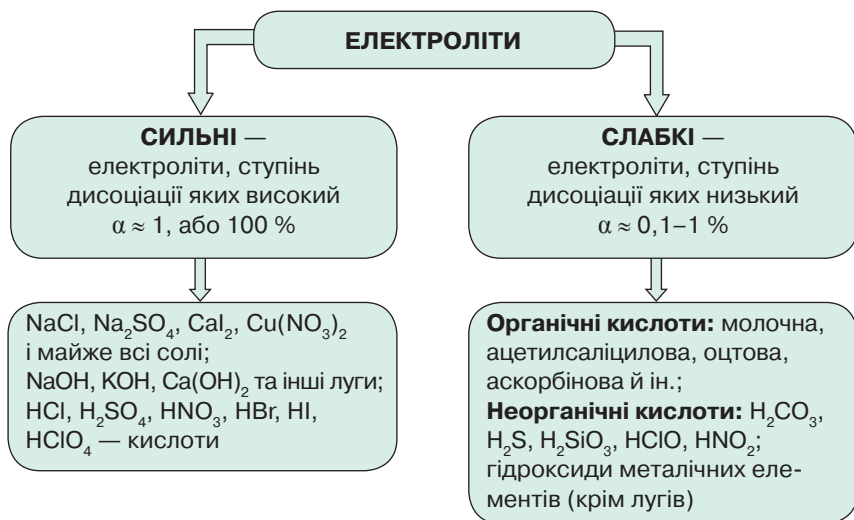 ЕЛЕКТРОЛІТИ
СИЛЬНІ —
електроліти, ступінь
дисоціації яких високий
α ≈ 1, або 100 %
СЛАБКІ —
електроліти, ступінь
дисоціації яких низький
α ≈ 0,1–1 %
NaCl, Na₂SO₄, CaI₂, Cu(NO₃)₂
і майже всі солі;
NaOH, KOH, Ca(OH)₂ та інші луги;
HCl, H₂SO₄, HNO₃, HBr, HI,
HClO₄ — кислоти
Органічні кислоти: молочна,
ацетилсаліцилова, оцтова,
аскорбінова й ін.;
Неорганічні кислоти: H₂CO₃,
H₂S, H₂SiO₃, HClO, HNO₂;
гідроксиди металічних еле-
ментів (крім лугів)